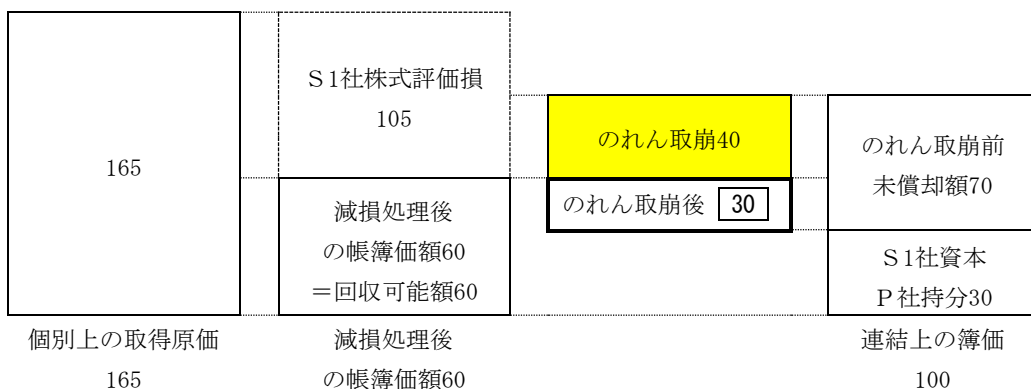 165
Ｓ1社株式評価損
105
減損処理後
の帳簿価額60
＝回収可能額60
のれん取崩40
のれん取崩後 30
のれん取崩前
未償却額70
Ｓ1社資本
Ｐ社持分30
個別上の取得原価
165
減損処理後
の帳簿価額60
連結上の簿価
100